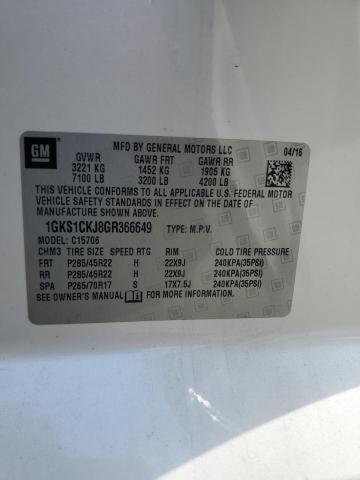 GM
MFD BY GENERAL MOTORS LLC 04/16
GVWR GAWR FRT GAWR RR
3221 KG 1452 KG 1905 KG
7100 LB 3200 LB 4200 LB
THIS VEHICLE CONFORMS TO ALL APPLICABLE U.S. FEDERAL MOTOR
VEHICLE SAFETY STANDARDS IN EFFECT ON THE DATE OF
MANUFACTURE SHOWN ABOVE.
1GKS1CKJ8GR366649 TYPE: M.P.V.
MODEL: C15706
CHM3 TIRE SIZE SPEED RTG RIM COLD TIRE PRESSURE
FRT P285/45R22 H 22X9J 240KPA(35PSI)
RR P285/45R22 H 22X9J 240KPA(35PSI)
SPA P265/70R17 S 17X7.5J 240KPA(35PSI)
SEE OWNER'S MANUAL FOR MORE INFORMATION.